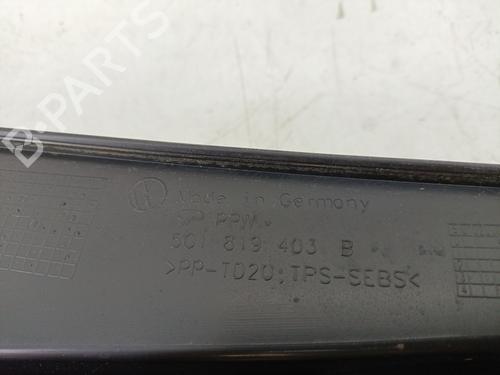 B-PARTS
Made in Germany
PPW
5C1 819 403 B
>PP-TD20;TPS-SEBS<